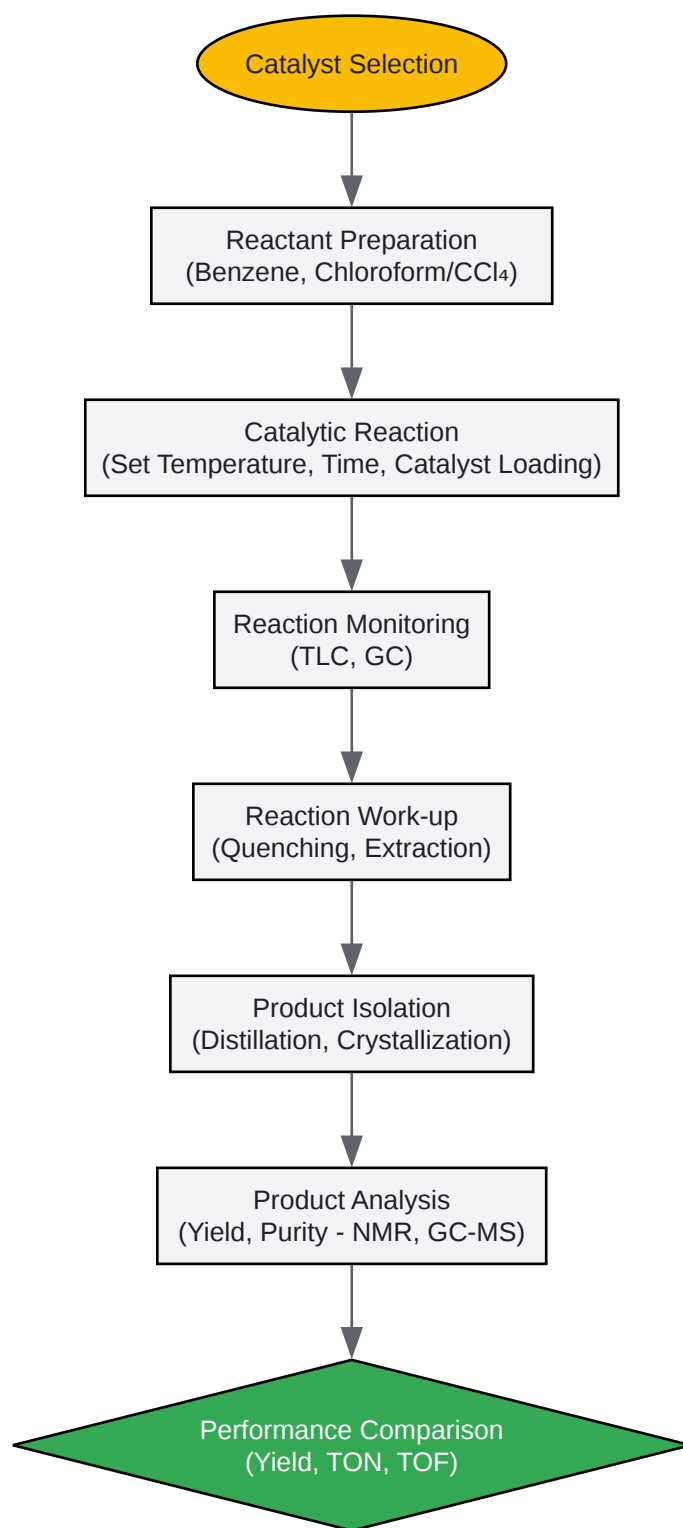 Catalyst Selection
Reactant Preparation
(Benzene, Chloroform/CCl₄)
Catalytic Reaction
(Set Temperature, Time, Catalyst Loading)
Reaction Monitoring
(TLC, GC)
Reaction Work-up
(Quenching, Extraction)
Product Isolation
(Distillation, Crystallization)
Product Analysis
(Yield, Purity - NMR, GC-MS)
Performance Comparison
(Yield, TON, TOF)